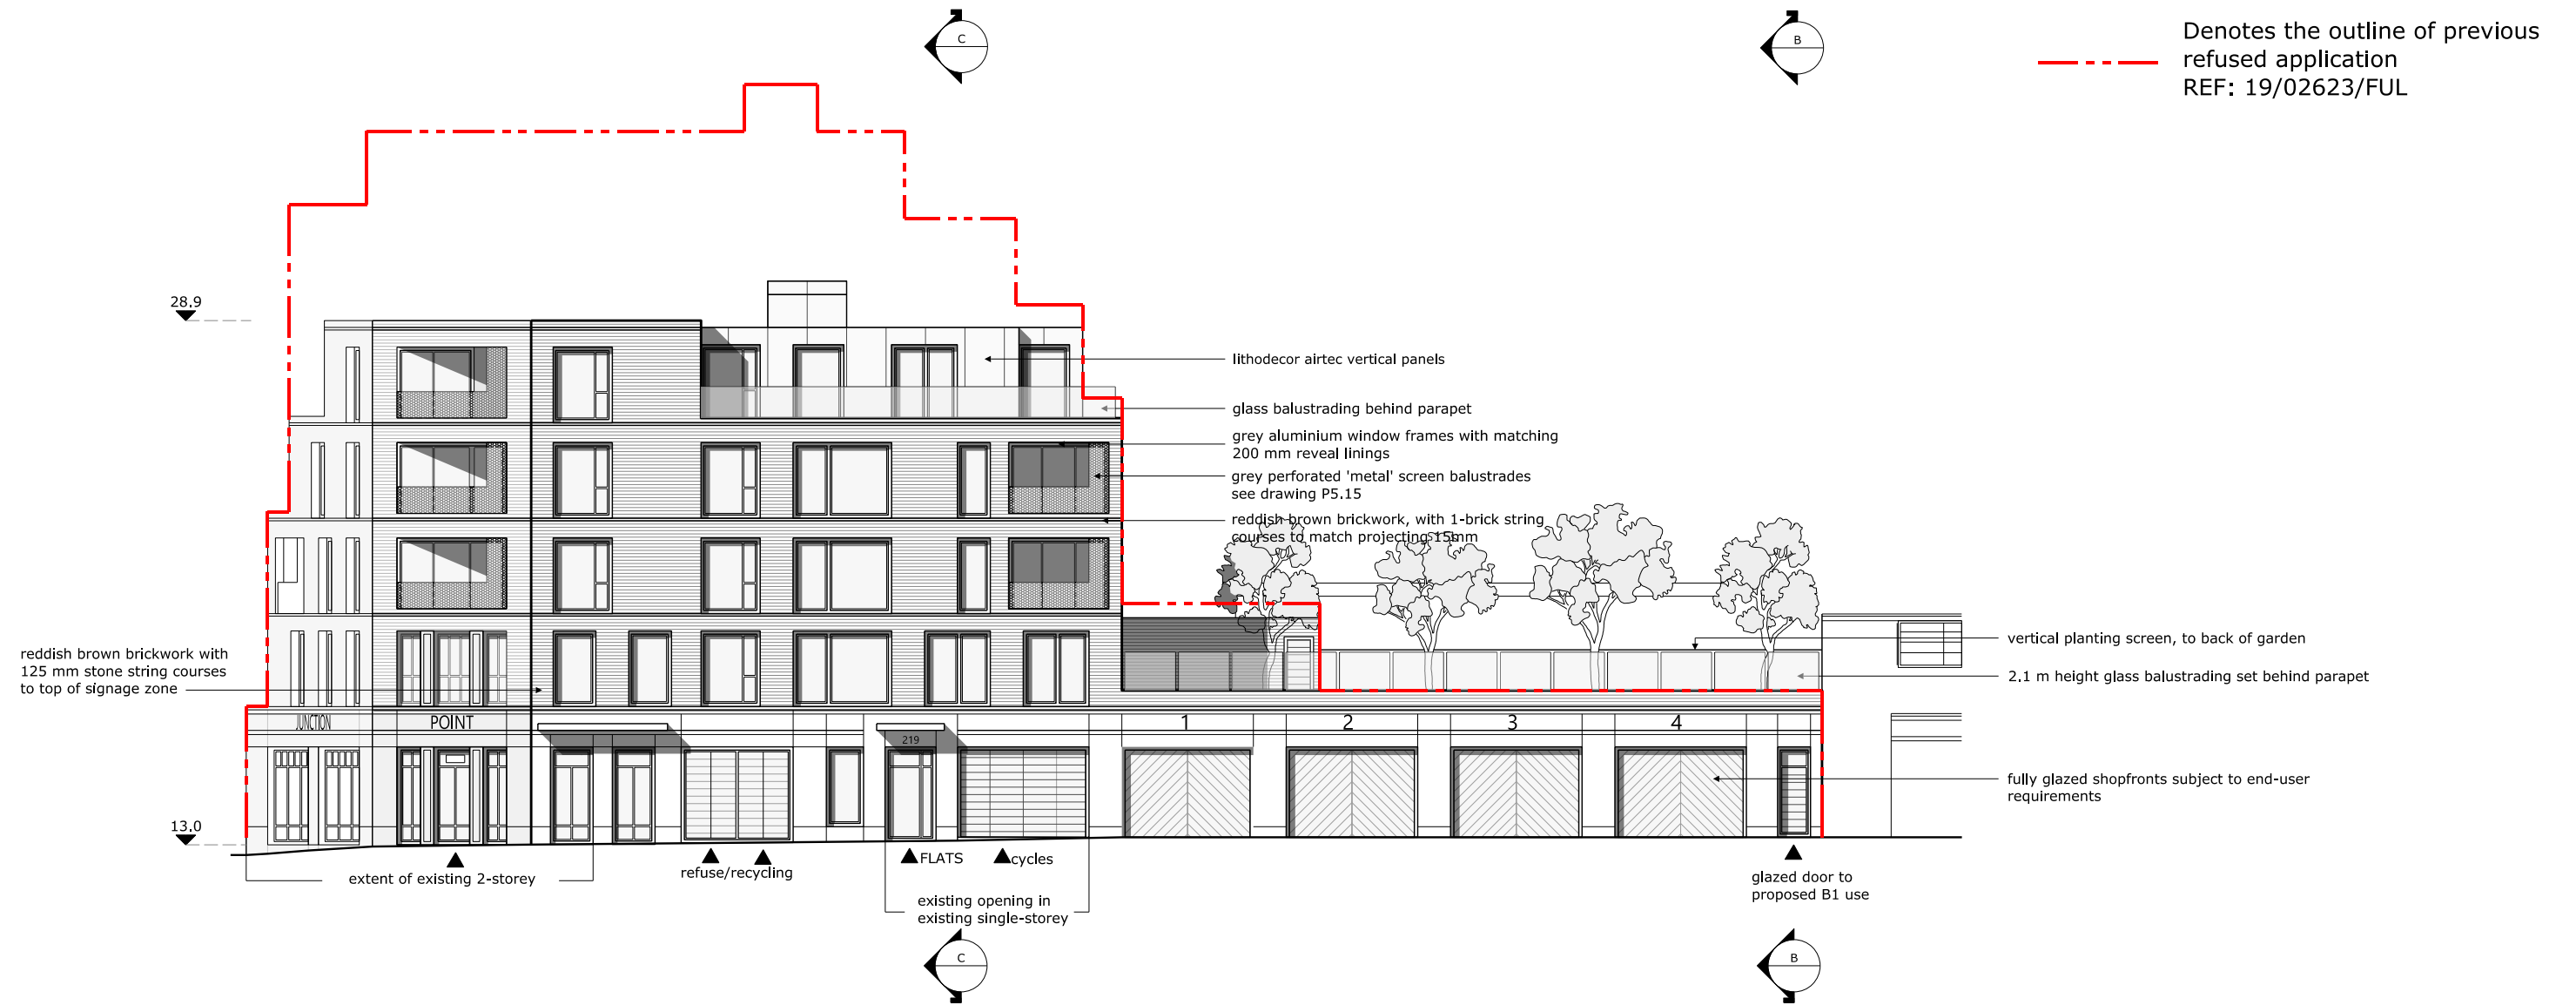 C
B
Denotes the outline of previous
refused application
REF: 19/02623/FUL
28.9
lithodecor airtec vertical panels
glass balustrading behind parapet
grey aluminium window frames with matching
200 mm reveal linings
grey perforated 'metal' screen balustrades
see drawing P5.15
reddish brown brickwork, with 1-brick string
courses to match projecting 15mm
reddish brown brickwork with
125 mm stone string courses
to top of signage zone
vertical planting screen, to back of garden
2.1 m height glass balustrading set behind parapet
JUNCTION
POINT
219
1
2
3
4
fully glazed shopfronts subject to end-user
requirements
13.0
extent of existing 2-storey
refuse/recycling
FLATS
cycles
existing opening in
existing single-storey
glazed door to
proposed B1 use
C
B